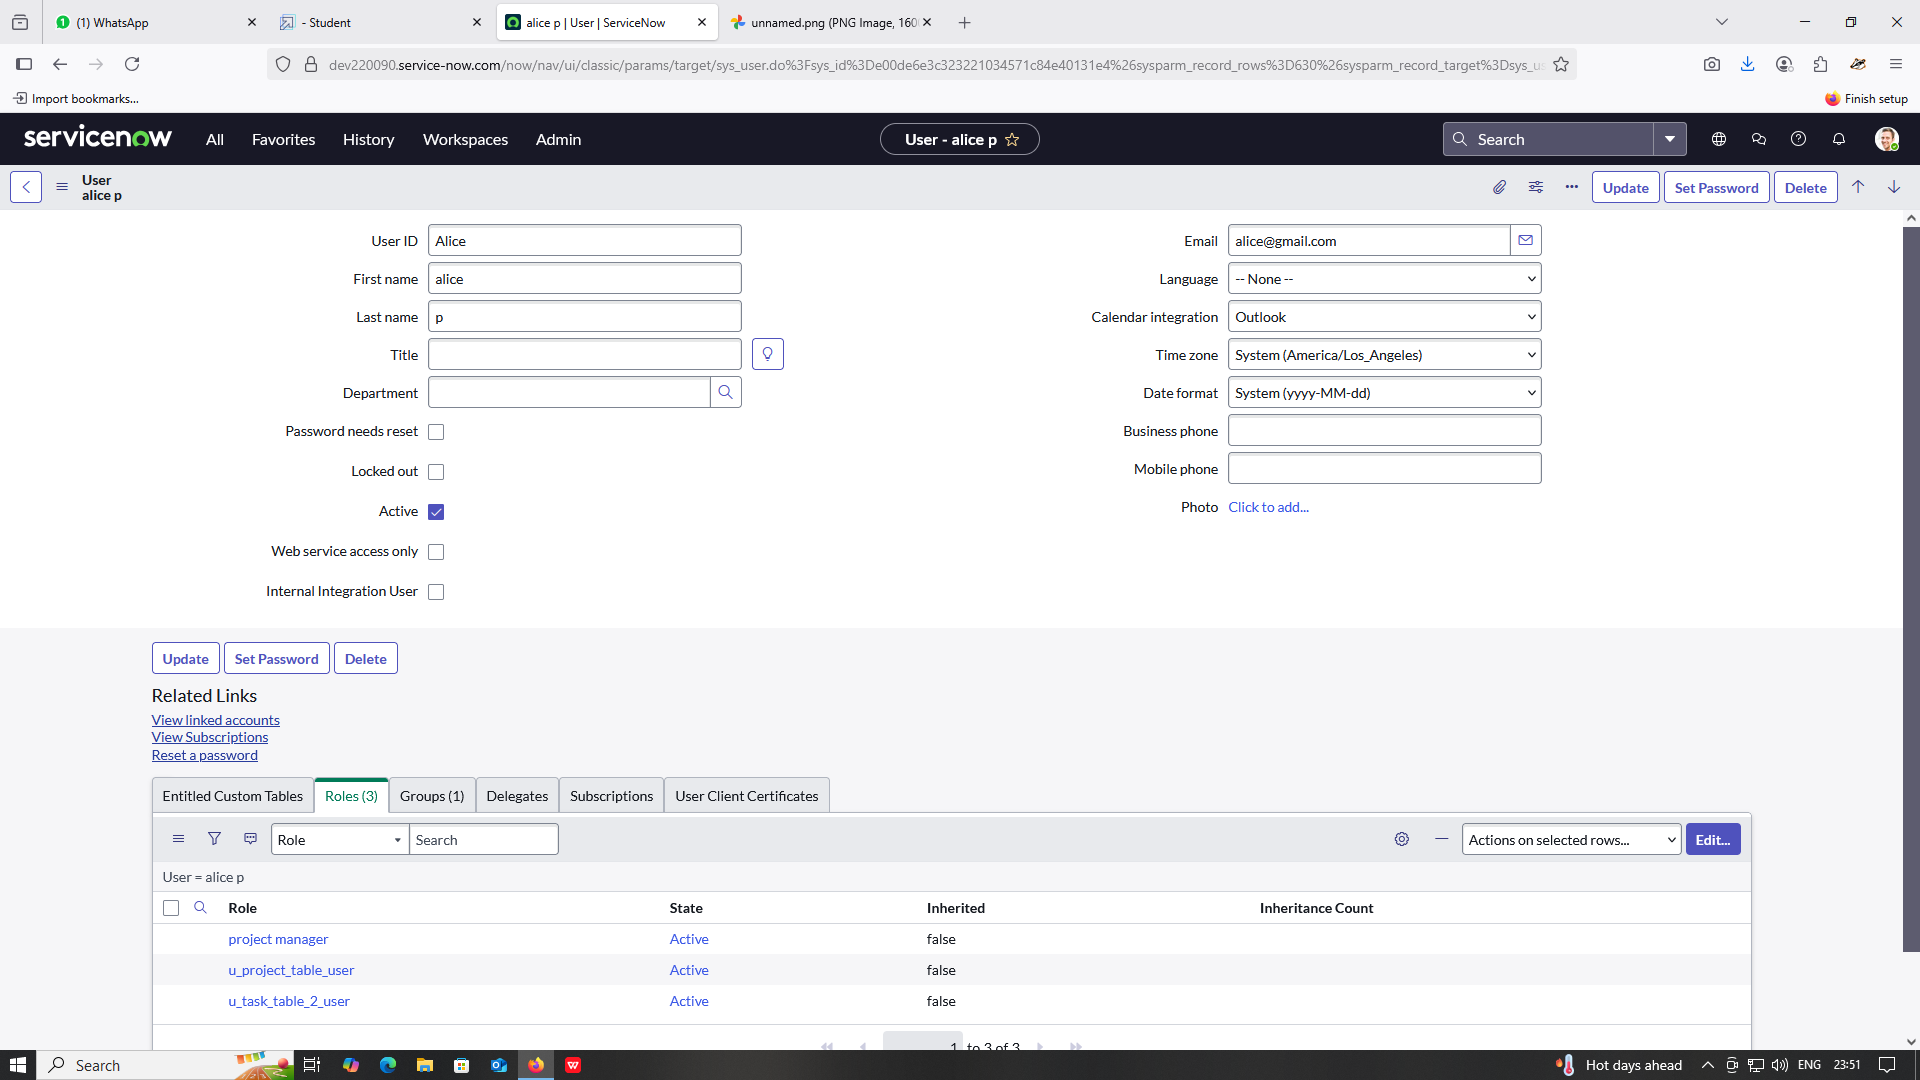 (1) WhatsApp
- Student
alice p | User | ServiceNow
unnamed.png (PNG Image, 160
dev220090.service-now.com/now/nav/ui/classic/params/target/sys_user.do%3Fsys_id%3De00de6e3c323221034571c84e40131e4%26sysparm_record_rows%3D630%26sysparm_record_target%3Dsys_us
Import bookmarks...
Finish setup
servicenow
All
Favorites
History
Workspaces
Admin
User - alice p
Search
User
alice p
Update
Set Password
Delete
User ID
Alice
Email
alice@gmail.com
First name
alice
Language
-- None --
Last name
p
Calendar integration
Outlook
Title
Time zone
System (America/Los_Angeles)
Department
Date format
System (yyyy-MM-dd)
Password needs reset
Business phone
Locked out
Mobile phone
Active
Photo
Click to add...
Web service access only
Internal Integration User
Update
Set Password
Delete
Related Links
View linked accounts
View Subscriptions
Reset a password
Entitled Custom Tables
Roles (3)
Groups (1)
Delegates
Subscriptions
User Client Certificates
Role
Search
Actions on selected rows...
Edit...
User = alice p
Role
State
Inherited
Inheritance Count
project manager
Active
false
u_project_table_user
Active
false
u_task_table_2_user
Active
false
1 to 3 of 3
Search
Hot days ahead
ENG
23:51